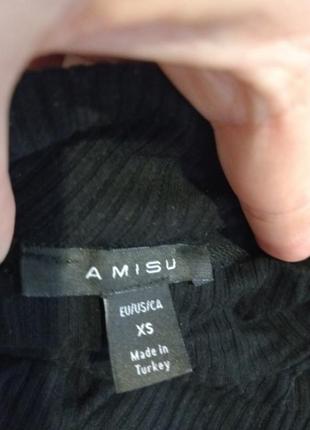 AMISU
EU/US/CA
XS
Made in
Turkey